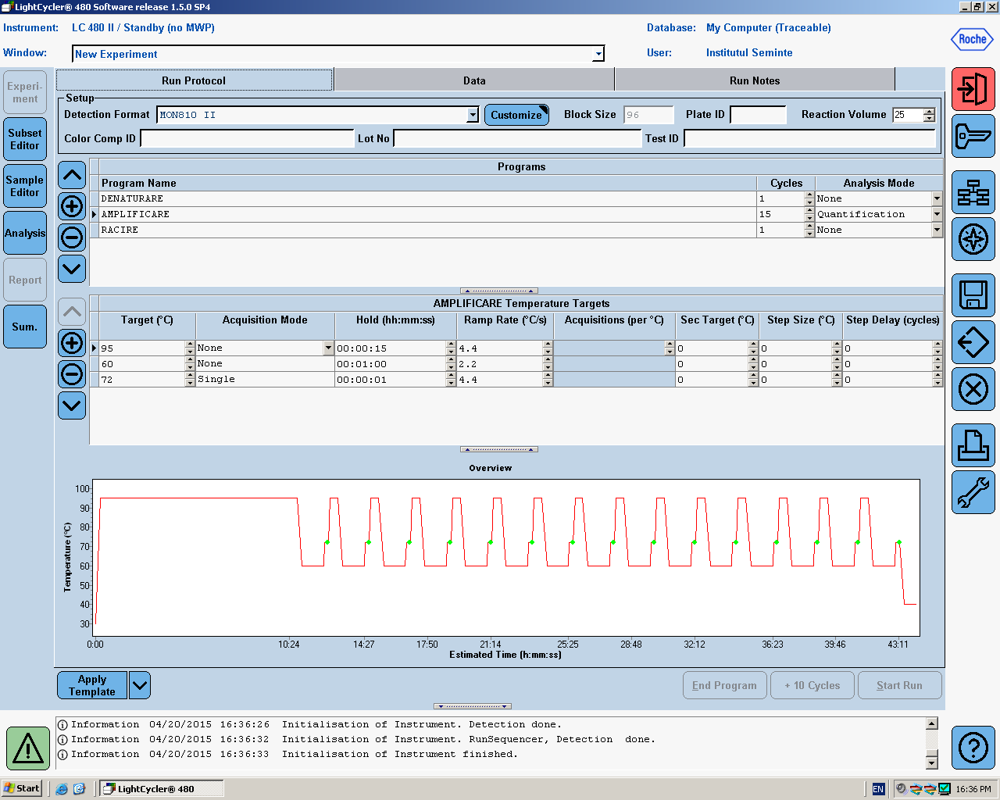 LightCycler® 480 Software release 1.5.0 SP4
Instrument: LC 480 II / Standby (no MWP) Database: My Computer (Traceable)
Window: New Experiment User: Institutul Seminte
Roche
Experi-
ment
Subset
Editor
Sample
Editor
Analysis
Report
Sum.
Run Protocol Data Run Notes
Setup
Detection Format MON810 II Customize Block Size 96 Plate ID Reaction Volume 25
Color Comp ID Lot No Test ID
Programs
Program Name Cycles Analysis Mode
DENATURARE 1 None
AMPLIFICARE 15 Quantification
RACIRE 1 None
AMPLIFICARE Temperature Targets
Target (°C) Acquisition Mode Hold (hh:mm:ss) Ramp Rate (°C/s) Acquisitions (per °C) Sec Target (°C) Step Size (°C) Step Delay (cycles)
95 None 00:00:15 4.4 0 0 0
60 None 00:01:00 2.2 0 0 0
72 Single 00:00:01 4.4 0 0 0
Overview
Temperature (°C)
100
90
80
70
60
50
40
30
0:00 10:24 14:27 17:50 21:14 25:25 28:48 32:12 36:23 39:46 43:11
Estimated Time (h:mm:ss)
Apply
Template
End Program + 10 Cycles Start Run
Information 04/20/2015 16:36:26 Initialisation of Instrument. Detection done.
Information 04/20/2015 16:36:32 Initialisation of Instrument. RunSequencer, Detection done.
Information 04/20/2015 16:36:33 Initialisation of Instrument finished.
Start LightCycler® 480 EN 16:36 PM